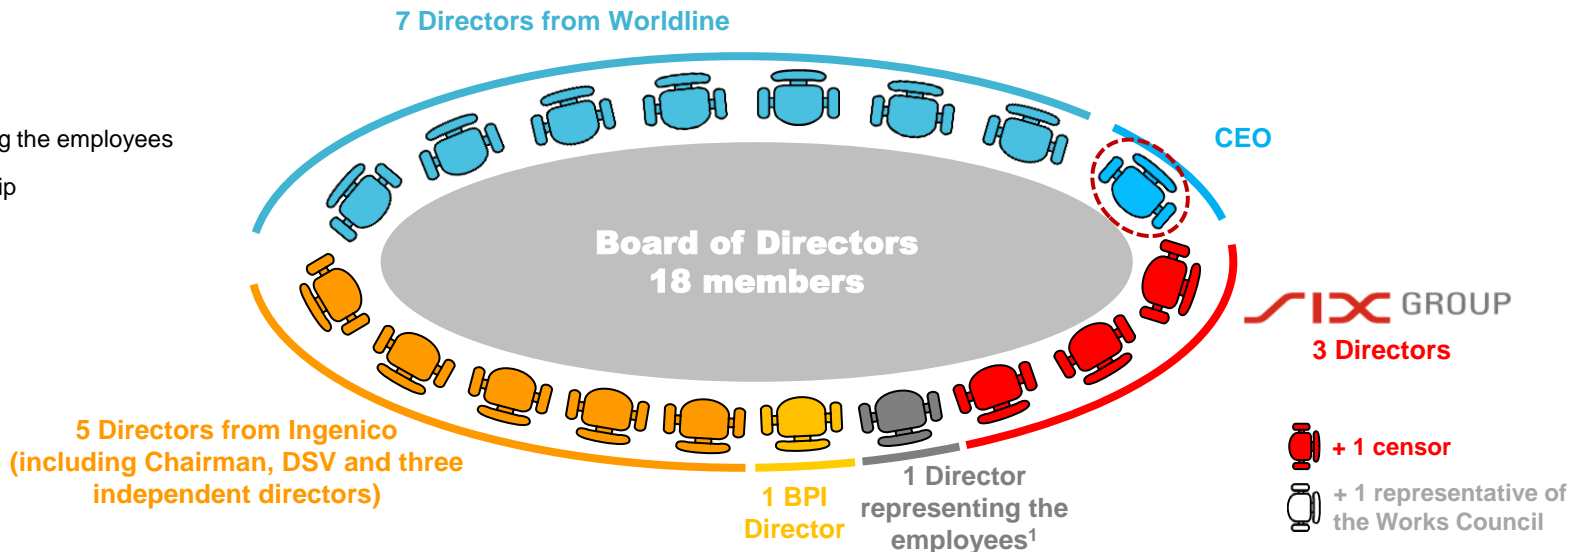 7 Directors from Worldline
g the employees
ip
CEO
Board of Directors
18 members
SIX GROUP
3 Directors
5 Directors from Ingenico
(including Chairman, DSV and three
independent directors)
1 BPI
Director
1 Director
representing the
employees¹
+ 1 censor
+ 1 representative of
the Works Council